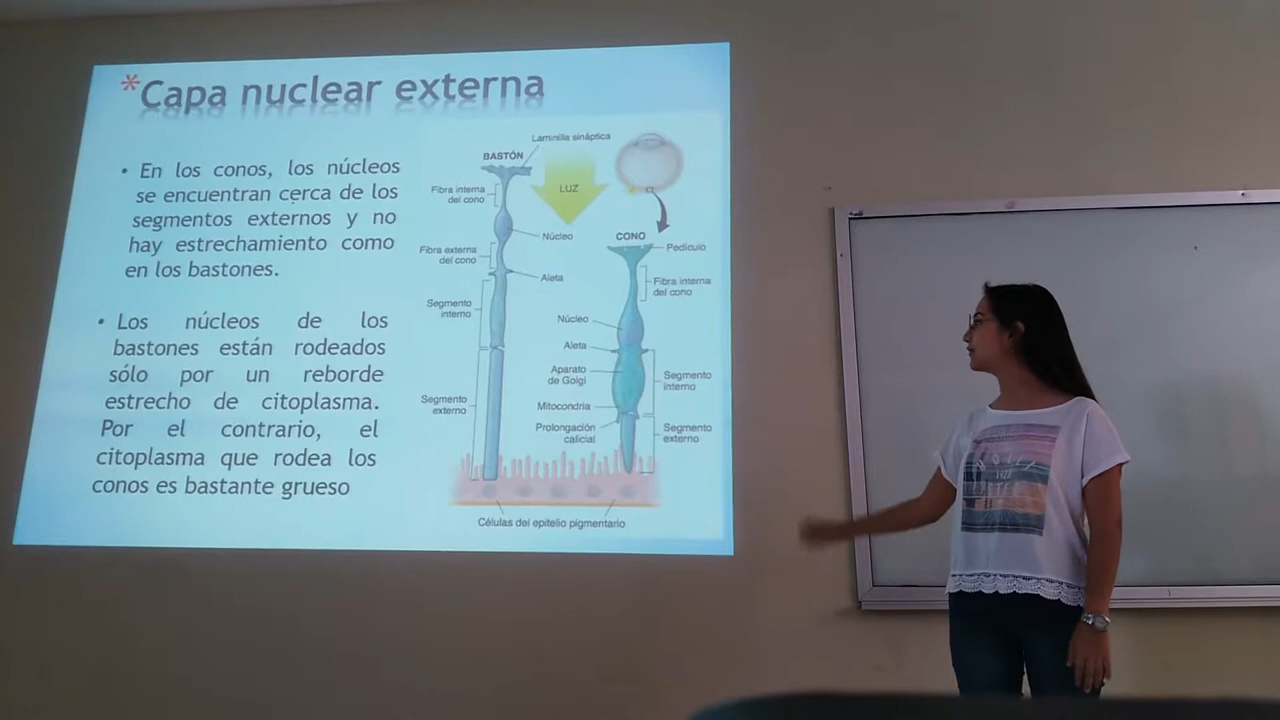 *Capa nuclear externa
• En los conos, los núcleos
se encuentran cerca de los
segmentos externos y no
hay estrechamiento como
en los bastones.
• Los núcleos de los
bastones están rodeados
sólo por un reborde
estrecho de citoplasma.
Por el contrario, el
citoplasma que rodea los
conos es bastante grueso
Laminilla sináptica
BASTÓN
LUZ
Fibra interna
del cono
Núcleo
Fibra externa
del cono
Aleta
Segmento
interno
Segmento
externo
CONO
Pedículo
Fibra interna
del cono
Núcleo
Aleta
Aparato
de Golgi
Segmento
interno
Mitocondria
Prolongación
calicial
Segmento
externo
Células del epitelio pigmentario
1922